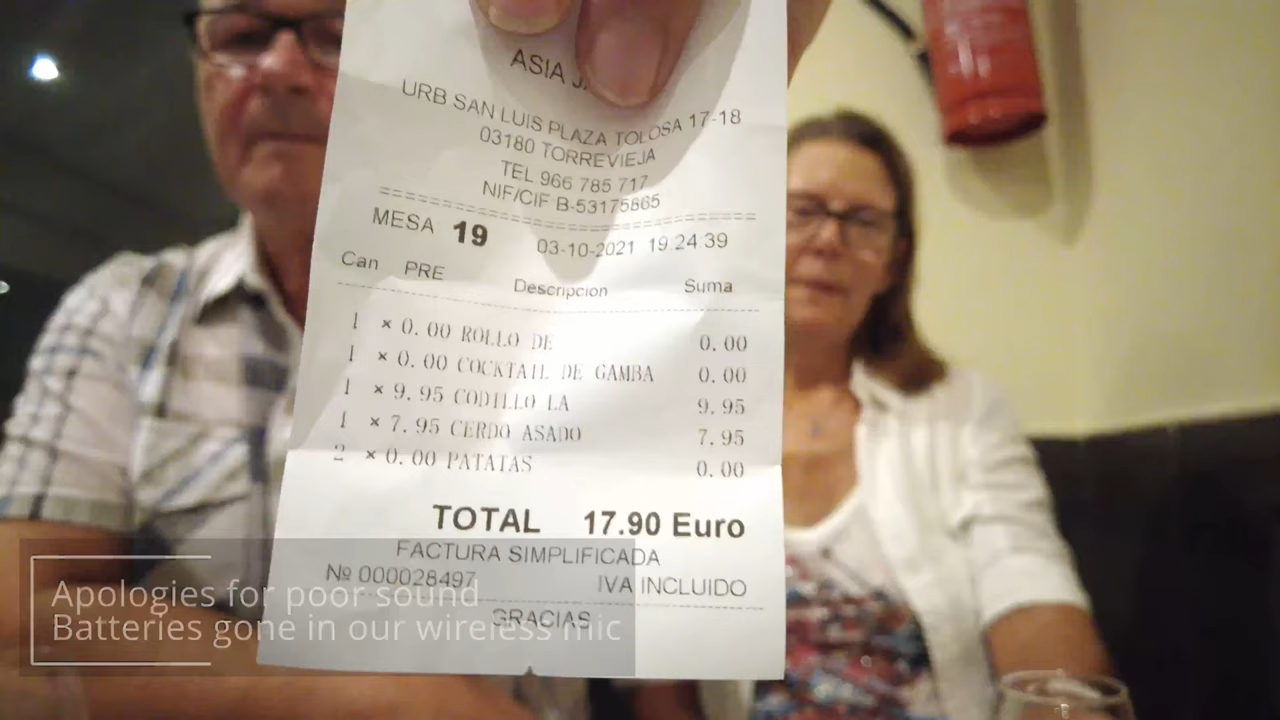 ASIA
URB SAN LUIS PLAZA TOLOSA 17-18
03180 TORREVIEJA
TEL 966 785 717
NIF/CIF B-53175865
MESA 19 03-10-2021 19:24:39
Can PRE Descripcion Suma
1 × 0.00 ROLLO DE 0.00
1 × 0.00 COCKTAIL DE GAMBA 0.00
1 × 9.95 CODILLO LA 9.95
1 × 7.95 CERDO ASADO 7.95
2 × 0.00 PATATAS 0.00
TOTAL 17.90 Euro
FACTURA SIMPLIFICADA
Nº 000028497 IVA INCLUIDO
GRACIAS
Apologies for poor sound
Batteries gone in our wireless mic